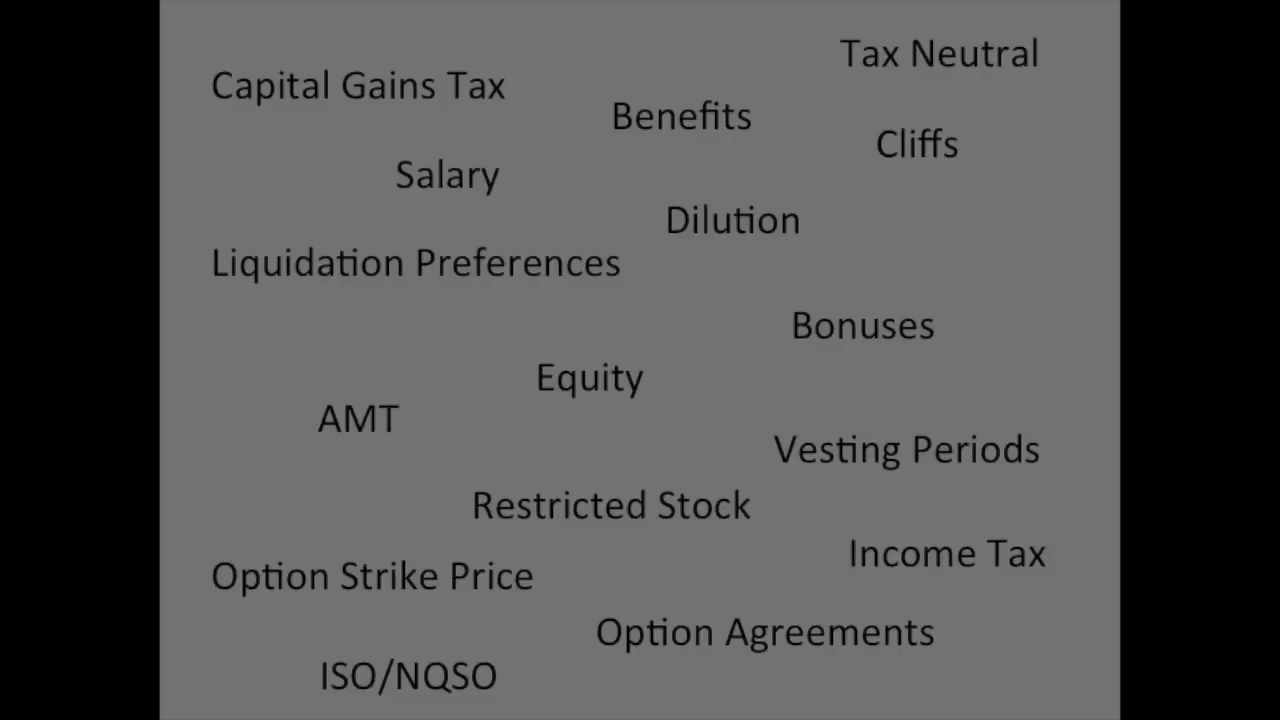 Tax Neutral
Capital Gains Tax
Benefits
Cliffs
Salary
Dilution
Liquidation Preferences
Bonuses
Equity
AMT
Vesting Periods
Restricted Stock
Income Tax
Option Strike Price
Option Agreements
ISO/NQSO